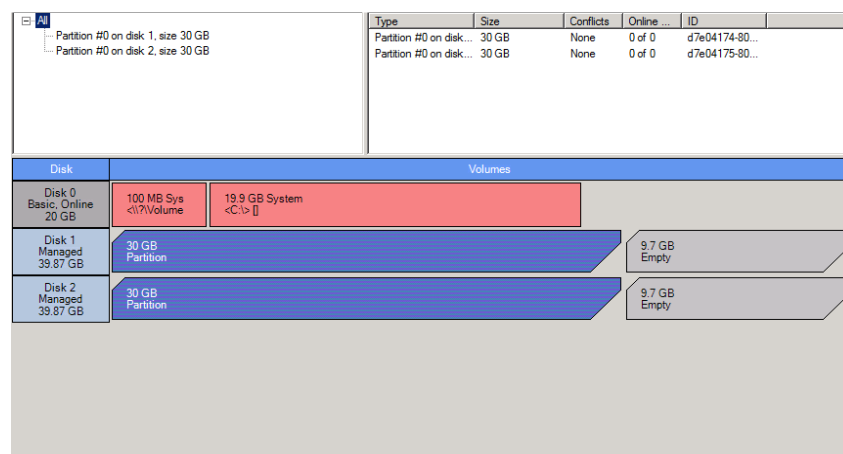 All
Partition #0 on disk 1, size 30 GB
Partition #0 on disk 2, size 30 GB
Type Size Conflicts Online ... ID
Partition #0 on disk... 30 GB None 0 of 0 d7e04174-80...
Partition #0 on disk... 30 GB None 0 of 0 d7e04175-80...
Disk Volumes
Disk 0
Basic, Online
20 GB
100 MB Sys
<\\?\Volume
19.9 GB System
<C:\> []
Disk 1
Managed
39.87 GB
30 GB
Partition
9.7 GB
Empty
Disk 2
Managed
39.87 GB
30 GB
Partition
9.7 GB
Empty